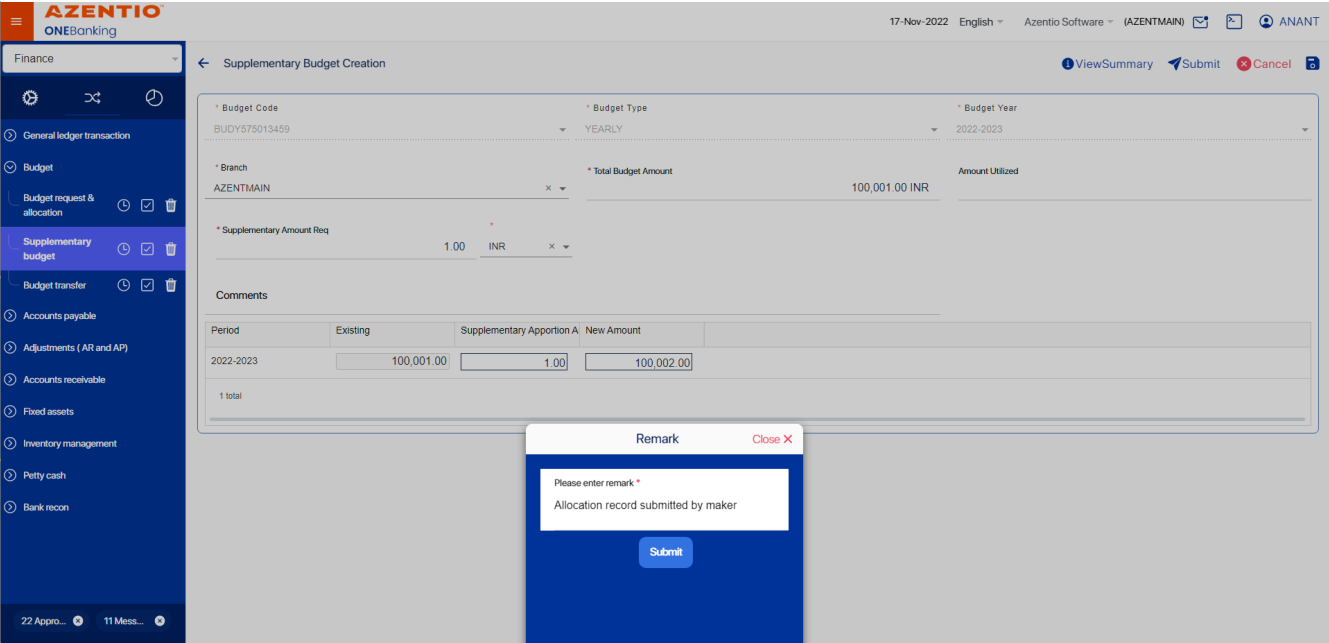 AZENTIO
ONEBanking
17-Nov-2022 English Azentio Software (AZENTMAIN) ANANT
Finance
Supplementary Budget Creation
ViewSummary Submit Cancel
General ledger transaction
Budget
Budget request &
allocation
Supplementary
budget
Budget transfer
Accounts payable
Adjustments ( AR and AP)
Accounts receivable
Fixed assets
Inventory management
Petty cash
Bank recon
22 Appro... 11 Mess...
* Budget Code * Budget Type * Budget Year
BUDY575013459 YEARLY 2022-2023
* Branch * Total Budget Amount Amount Utilized
AZENTMAIN × 100,001.00 INR
* Supplementary Amount Req *
1.00 INR ×
Comments
Period Existing Supplementary Apportion A New Amount
2022-2023 100,001.00 1.00 100,002.00
1 total
Remark Close
Please enter remark *
Allocation record submitted by maker
Submit